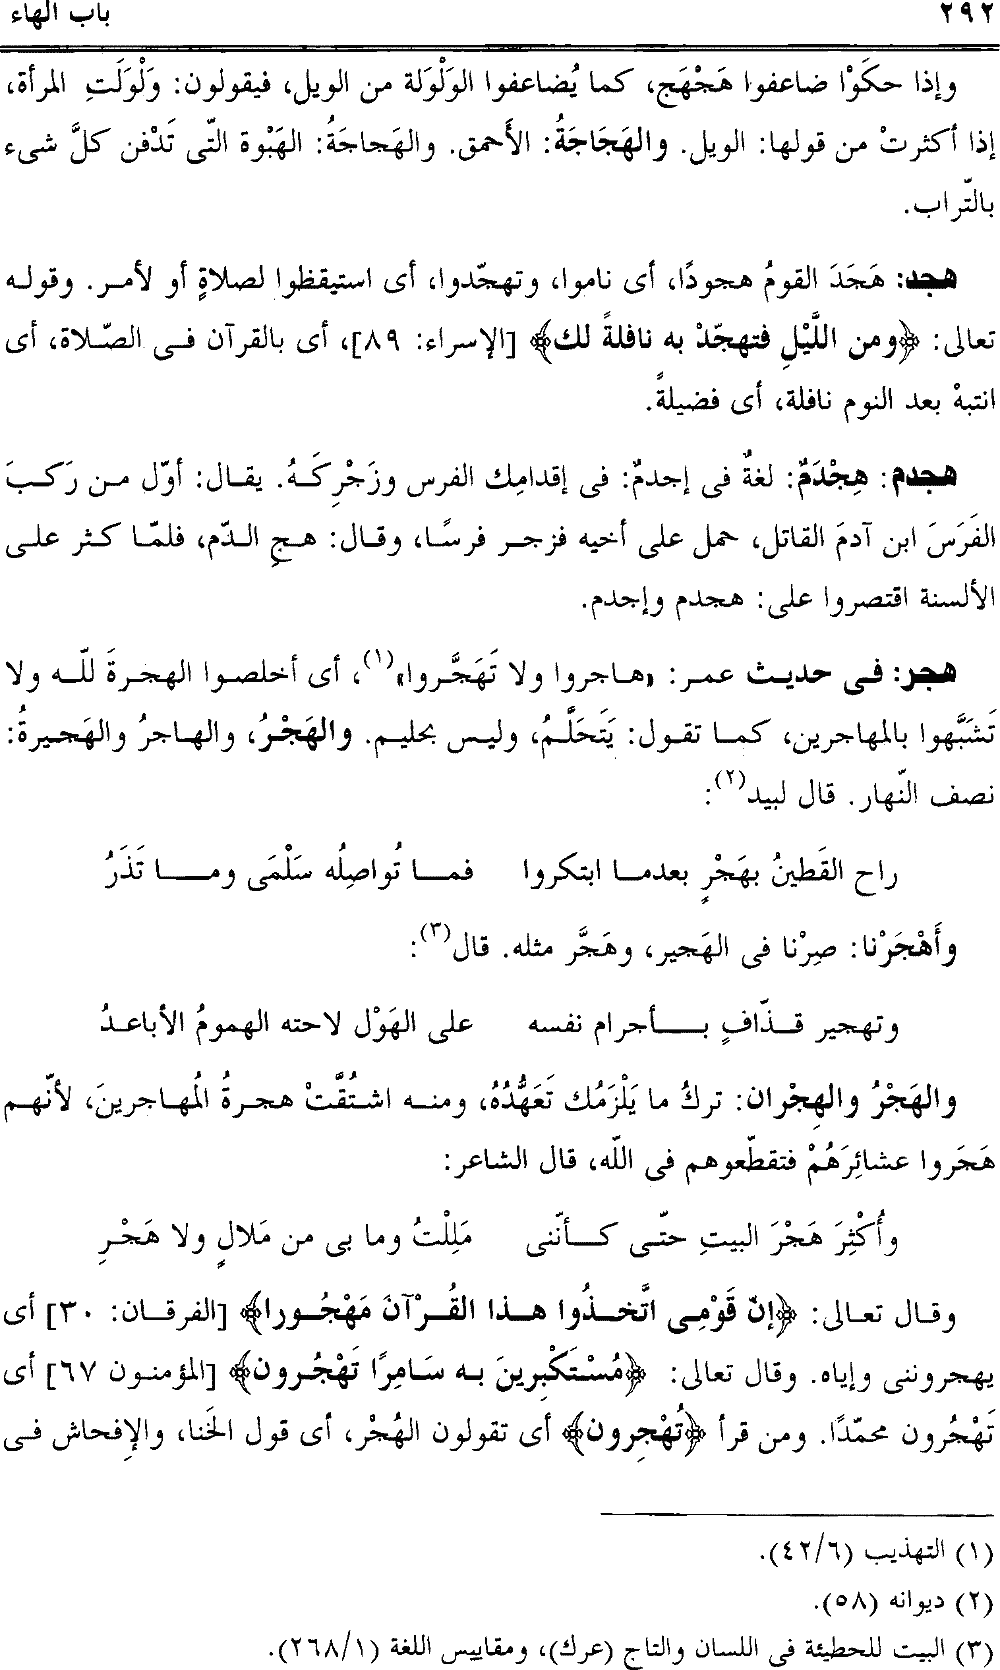 ٢٩٢ باب الهاء
وإذا حكَوْا ضاعفوا هَجْهَج، كما يُضاعفوا الوَلْوَلة من الويل، فيقولون: وَلْوَلَتِ المرأة،
إذا أكثرتْ من قولها: الويل. والهَجَاجَةُ: الأَحمق. والهَجاجَةُ: الهَبْوة التّى تَدْفن كلَّ شىء
بالتّراب.
هجد: هَجَدَ القومُ هجودًا، أى ناموا، وتهجّدوا، أى استيقظوا لصلاةٍ أو لأمر. وقوله
تعالى: ﴿ومن اللَّيْلِ فتهجّدْ به نافلةً لك﴾ [الإسراء: ٨٩]، أى بالقرآن فى الصّلاة، أى
انتبهْ بعد النوم نافلة، أى فضيلةً.
هجدم: هِجْدَمٌ: لغةٌ فى إجدمٌ: فى إقدامِك الفرس وزَجْرِكَهُ. يقال: أوّل من رَكبَ
الفَرَسَ ابن آدمَ القاتل، حمل على أخيه فزجر فرسًا، وقال: هجِ الدّم، فلمّا كثر على
الألسنة اقتصروا على: هجدم وإجدم.
هجر: فى حديث عمر: «هاجروا ولا تَهَجَّروا»(١)، أى أخلصوا الهجرةَ للّه ولا
تَشَبَّهوا بالمهاجرين، كما تقول: يَتَحَلَّمُ، وليس بحليم. والهَجْرُ، والهاجرُ والهَجيرةُ:
نصف النّهار. قال لبيد(٢):
راح القَطينُ بهَجْرٍ بعدما ابتكروا فما تُواصِلُه سَلْمَى وما تَذَرُ
وأَهْجَرْنا: صِرْنا فى الهَجير، وهَجَّر مثله. قال(٣):
وتهجير قذّافٍ بأجرام نفسه على الهَوْل لاحته الهمومُ الأباعدُ
والهَجْرُ والهِجْران: تركُ ما يَلْزَمُك تَعَهُّدُهُ، ومنه اشتُقَّتْ هجرةُ المُهاجرينَ، لأنّهم
هَجَروا عشائِرَهُمْ فتقطّعوهم فى اللّه، قال الشاعر:
وأُكْثِرَ هَجْرَ البيتِ حتّى كأنّنى مَلِلْتُ وما بى من مَلالٍ ولا هَجْرِ
وقال تعالى: ﴿إنّ قَوْمِى اتَّخذُوا هذا القُرْآنَ مَهْجُورا﴾ [الفرقان: ٣٠] أى
يهجروننى وإياه. وقال تعالى: ﴿مُسْتَكْبِرينَ به سَامِرًا تَهْجُرون﴾ [المؤمنون ٦٧] أى
تَهْجُرون محمّدًا. ومن قرأ ﴿تُهْجِرون﴾ أى تقولون الهُجْر، أى قول الخَنا، والإفحاش فى
(١) التهذيب (٤٢/٦).
(٢) ديوانه (٥٨).
(٣) البيت للحطيئة فى اللسان والتاج (عرك)، ومقاييس اللغة (٢٦٨/١).